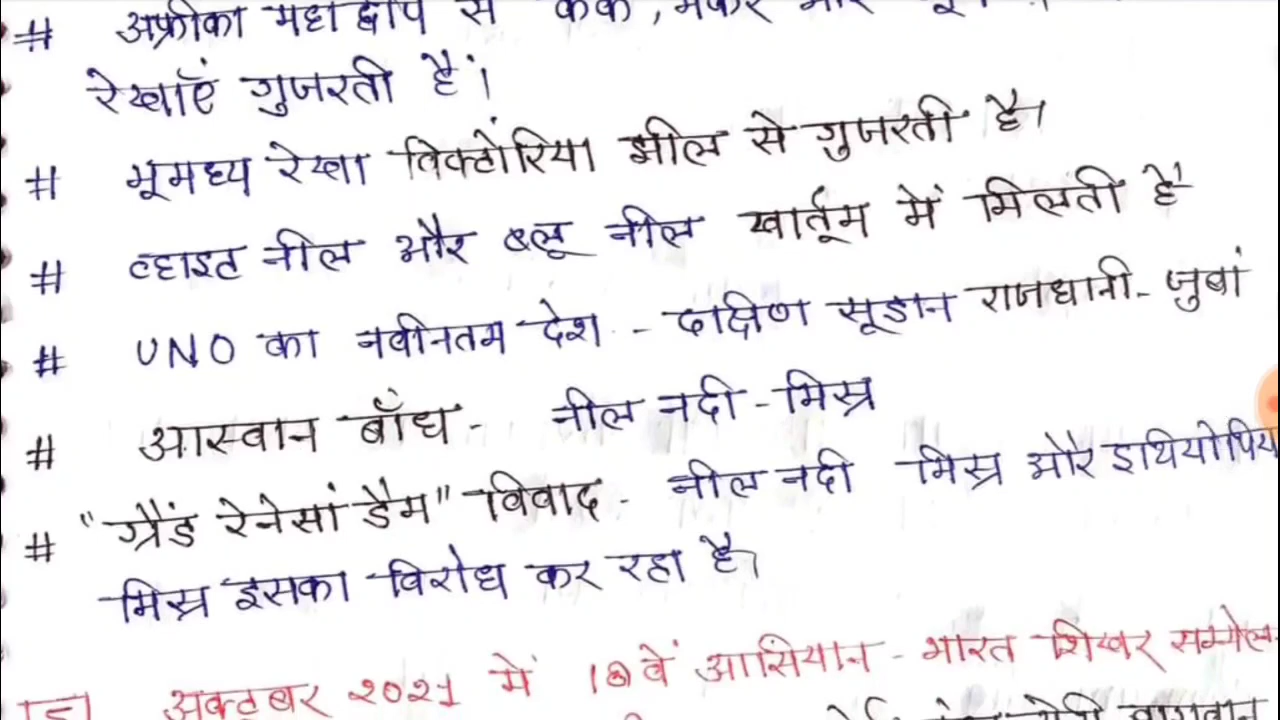 # अफ्रीका महाद्वीप से कर्क, मकर और
रेखाएँ गुजरती हैं।
# भूमध्य रेखा विक्टोरिया झील से गुजरती है।
# व्हाइट नील और ब्लू नील खार्तूम में मिलती है
# UNO का नवीनतम देश - दक्षिण सूडान राजधानी - जुबां
# आस्वान बाँध - नील नदी - मिस्र
# "ग्रैंड रेनेसां डैम" विवाद - नील नदी मिस्र और इथियोपिय
मिस्र इसका विरोध कर रहा है।
अक्टूबर 2021 में 18वें आसियान - भारत शिखर सम्मेल